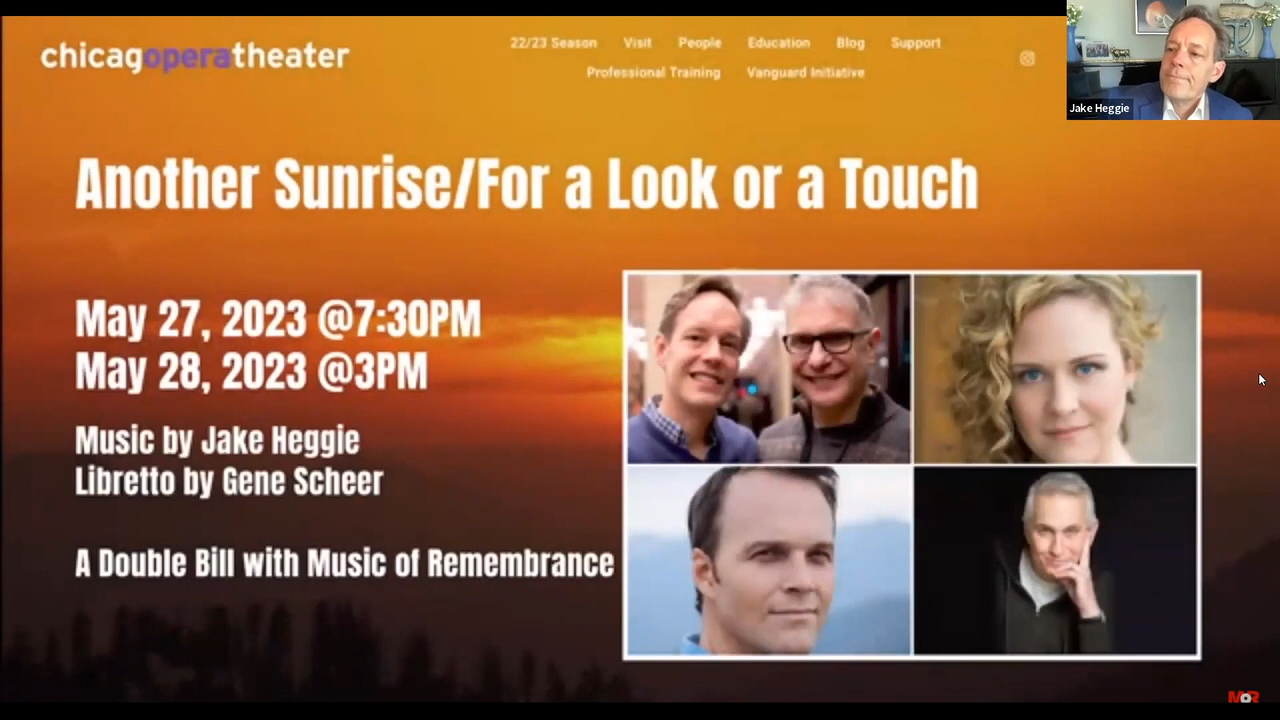 chicagoperatheater
22/23 Season Visit People Education Blog Support
Professional Training Vanguard Initiative
Jake Heggie
Another Sunrise/For a Look or a Touch
May 27, 2023 @7:30PM
May 28, 2023 @3PM
Music by Jake Heggie
Libretto by Gene Scheer
A Double Bill with Music of Remembrance
MOR